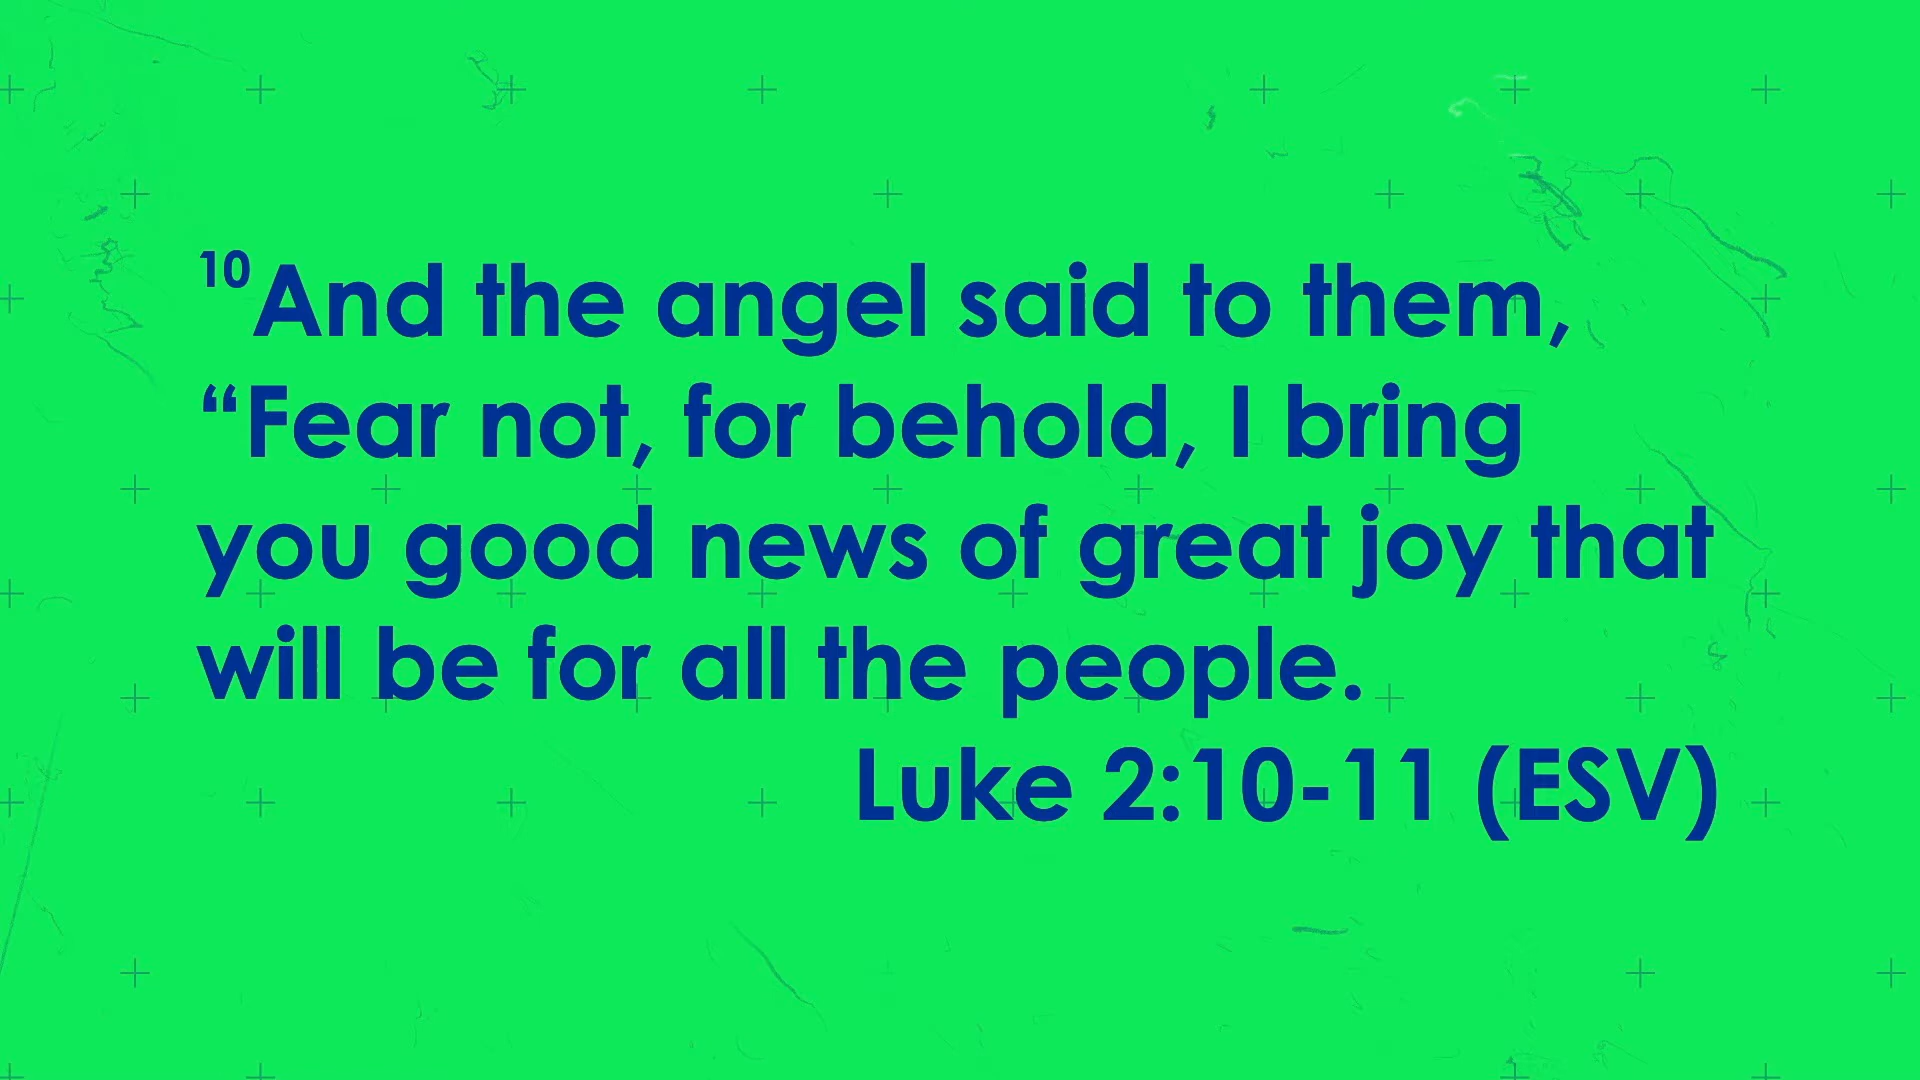 ¹⁰And the angel said to them,
“Fear not, for behold, I bring
you good news of great joy that
will be for all the people.
Luke 2:10-11 (ESV)